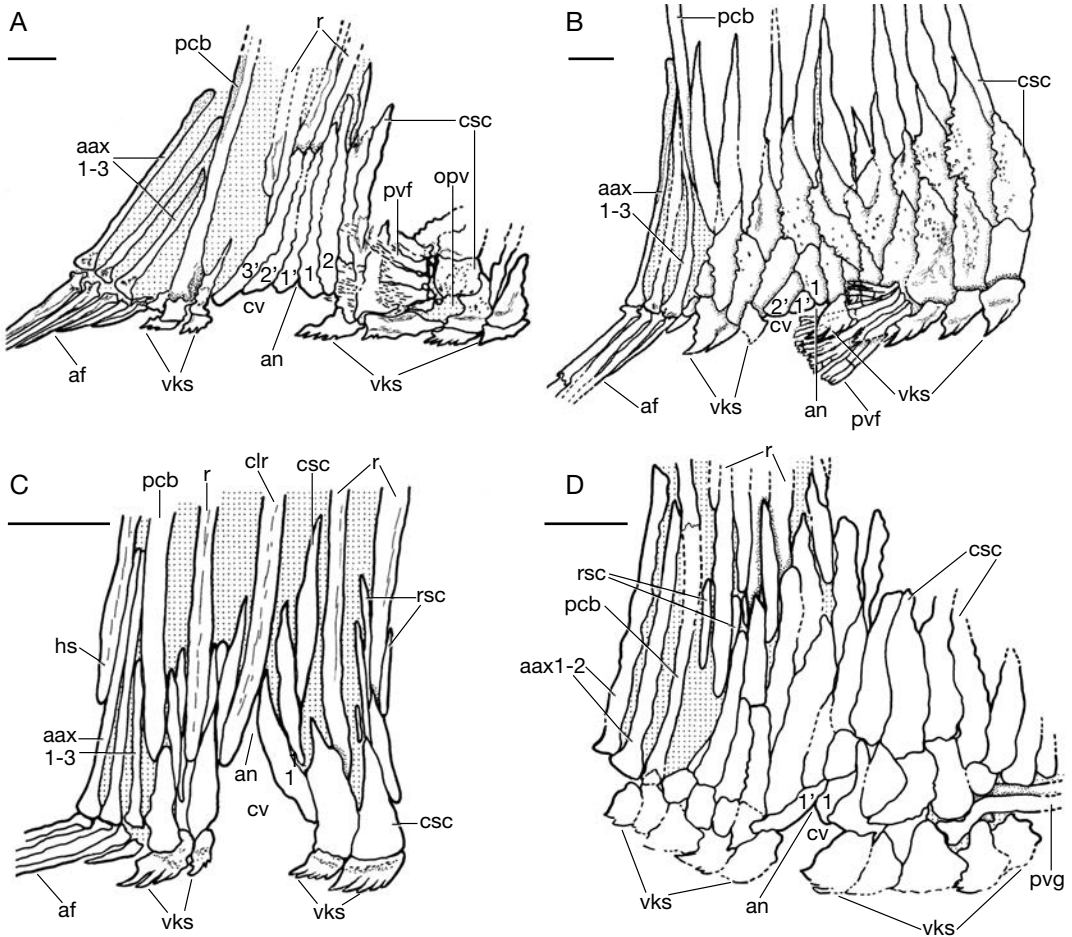 A
r
pcb
csc
aax
1-3
pvf
opv
3'
2'
1'
1
2
cv
an
vks
vks
af
B
pcb
csc
aax
1-3
1
2'
1'
cv
an
vks
vks
af
pvf
C
pcb
r
clr
csc
r
rsc
hs
aax
1-3
an
1
cv
csc
af
vks
vks
D
r
csc
rsc
pcb
aax1-2
1'
1
cv
vks
an
vks
pvg